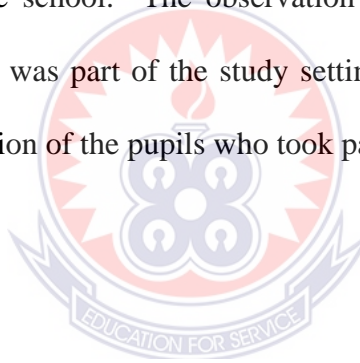 school. The observation
was part of the study settin
ion of the pupils who took pa
EDUCATION FOR SERVICE